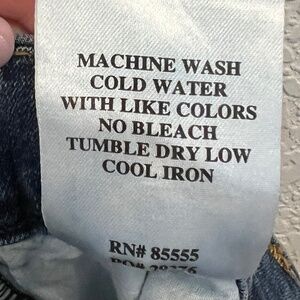 MACHINE WASH
COLD WATER
WITH LIKE COLORS
NO BLEACH
TUMBLE DRY LOW
COOL IRON
RN# 85555